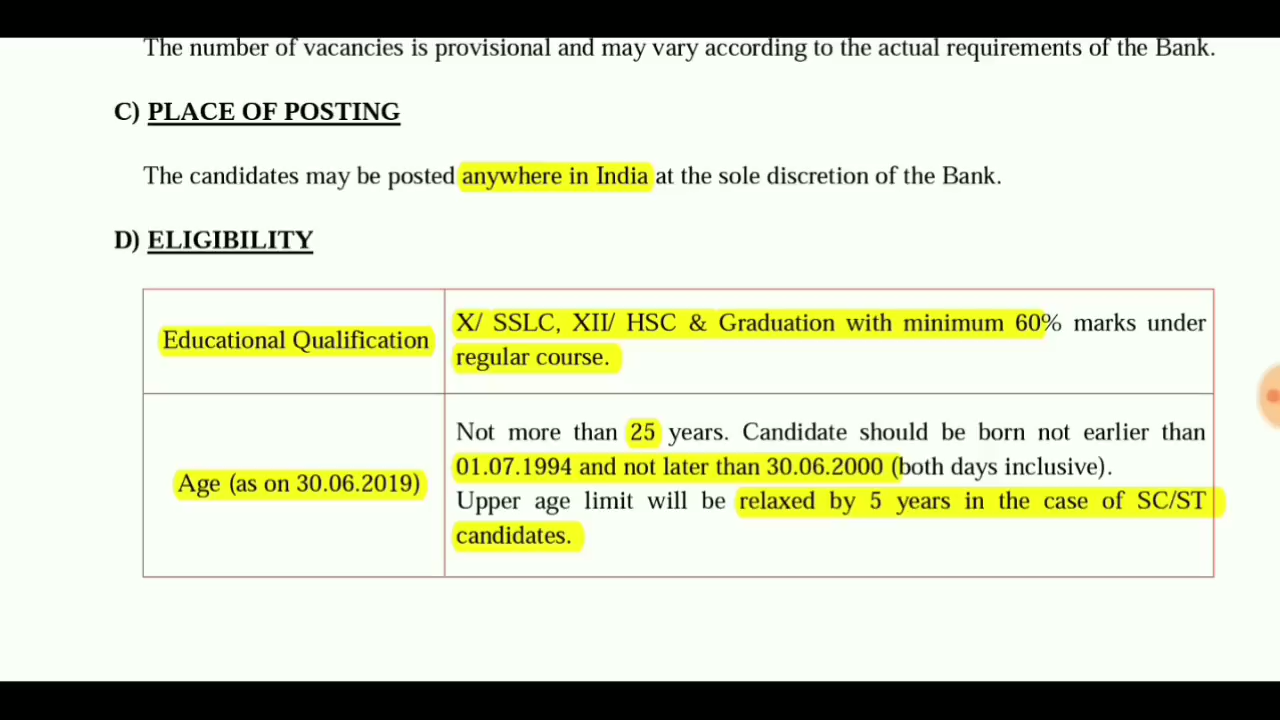 The number of vacancies is provisional and may vary according to the actual requirements of the Bank.
C) PLACE OF POSTING
The candidates may be posted anywhere in India at the sole discretion of the Bank.
D) ELIGIBILITY
Educational Qualification
X/ SSLC, XII/ HSC & Graduation with minimum 60% marks under
regular course.
Age (as on 30.06.2019)
Not more than 25 years. Candidate should be born not earlier than
01.07.1994 and not later than 30.06.2000 (both days inclusive).
Upper age limit will be relaxed by 5 years in the case of SC/ST
candidates.